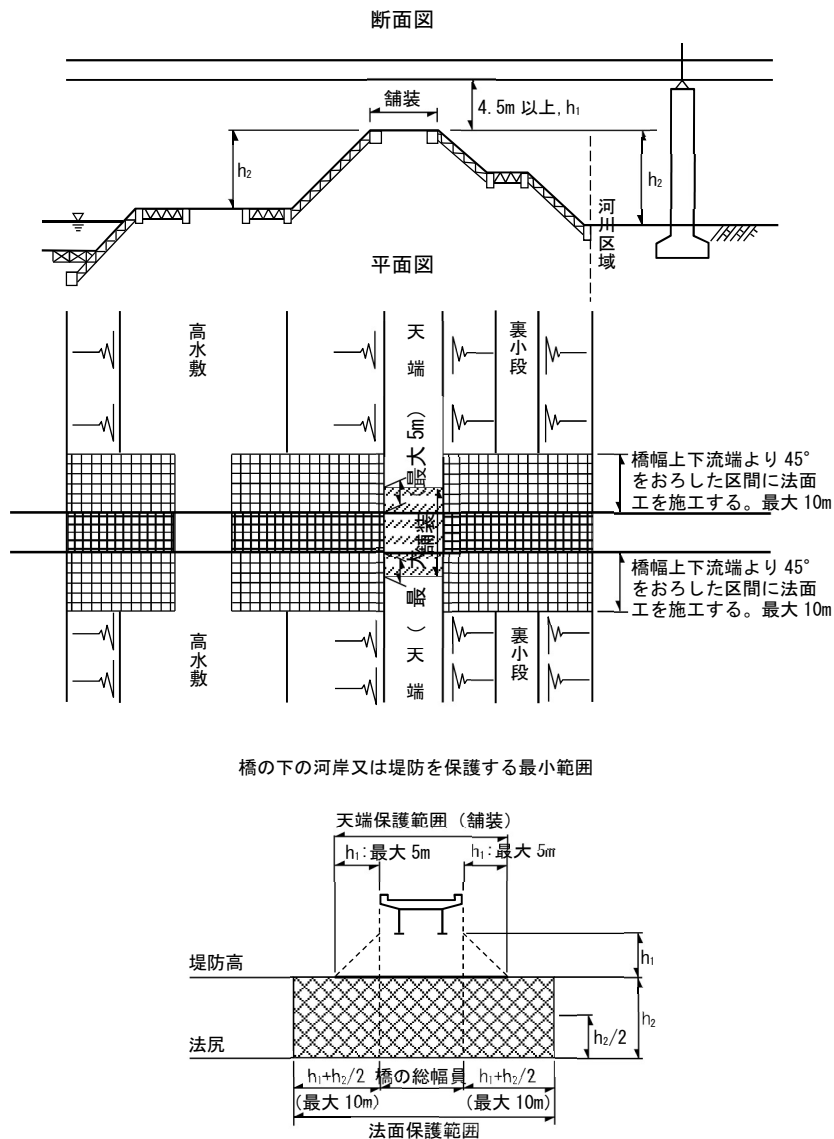 断面図
舗装
4.5m 以上, h₁
h₂
h₂
河川区域
平面図
高水敷
天端
裏小段
(最大 5m)
舗装
橋幅上下流端より 45°
をおろした区間に法面
工を施工する。最大 10m
橋幅上下流端より 45°
をおろした区間に法面
工を施工する。最大 10m
高水敷
天端
裏小段
橋の下の河岸又は堤防を保護する最小範囲
天端保護範囲(舗装)
h₁:最大 5m
h₁:最大 5m
堤防高
h₁
h₂
h₂/2
法尻
h₁+h₂/2
橋の総幅員
h₁+h₂/2
(最大 10m)
(最大 10m)
法面保護範囲